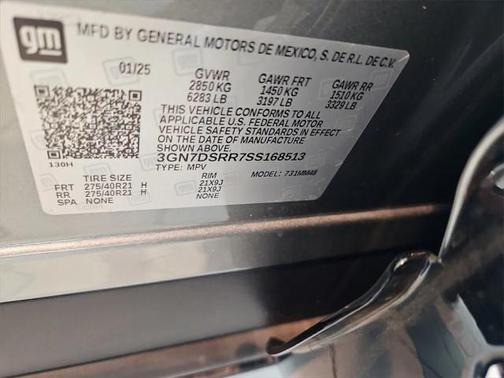 gm
MFD BY GENERAL MOTORS DE MEXICO, S. DE R.L. DE C.V.
01/25 GVWR GAWR FRT GAWR RR
2850 KG 1450 KG 1510 KG
6283 LB 3197 LB 3329 LB
THIS VEHICLE CONFORMS TO ALL
APPLICABLE U.S. FEDERAL MOTOR
VEHICLE SAFETY STANDARDS IN
EFFECT ON THE DATE OF
MANUFACTURE SHOWN ABOVE.
130H 3GN7DSRR7SS168513
TYPE: MPV MODEL: 731MM48
TIRE SIZE RIM
FRT 275/40R21 H 21X9J
RR 275/40R21 H 21X9J
SPA NONE NONE